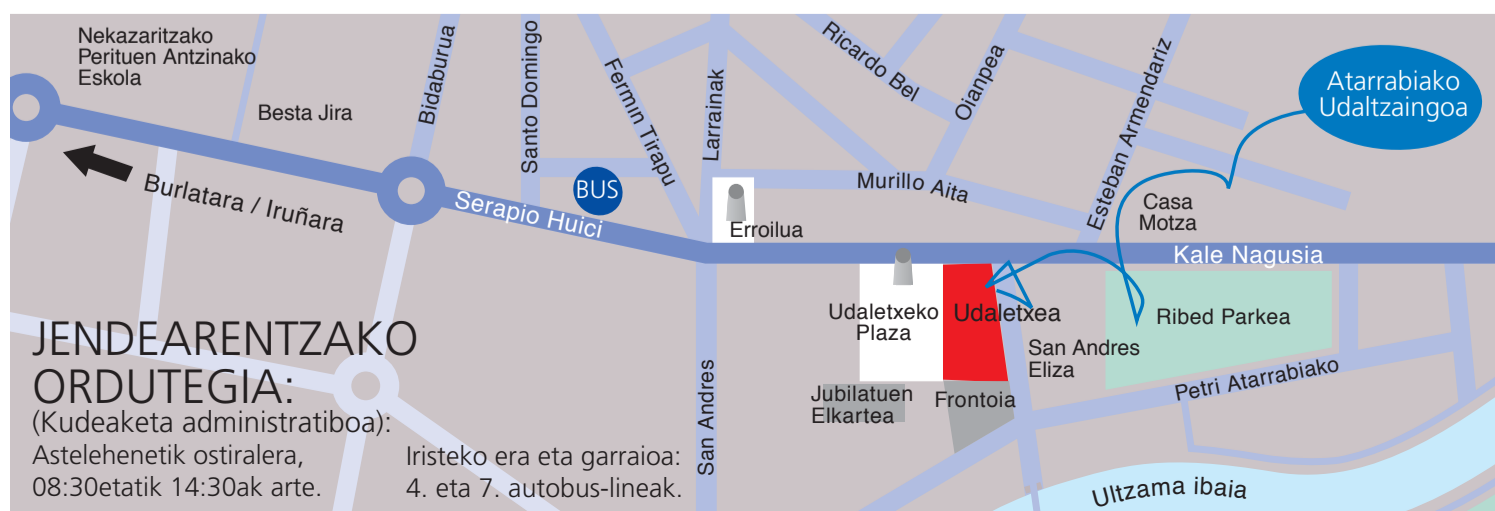 Nekazaritzako
Perituen Antzinako
Eskola
Besta Jira
Bidaburua
Santo Domingo
Fermin Tirapu
Larrainak
Ricardo Bel
Oianpea
Esteban Armendariz
Atarrabiako
Udaltzaingoa
Burlatara / Iruñara
Serapio Huici
BUS
Erroilua
Murillo Aita
Casa
Motza
Kale Nagusia
Udaletxeko
Plaza
Udaletxea
San Andres
Eliza
Ribed Parkea
Petri Atarrabiako
Jubilatuen
Elkartea
Frontoia
San Andres
Ultzama ibaia
JENDEARENTZAKO
ORDUTEGIA:
(Kudeaketa administratiboa):
Astelehenetik ostiralera,
08:30etatik 14:30ak arte.
Iristeko era eta garraioa:
4. eta 7. autobus-lineak.